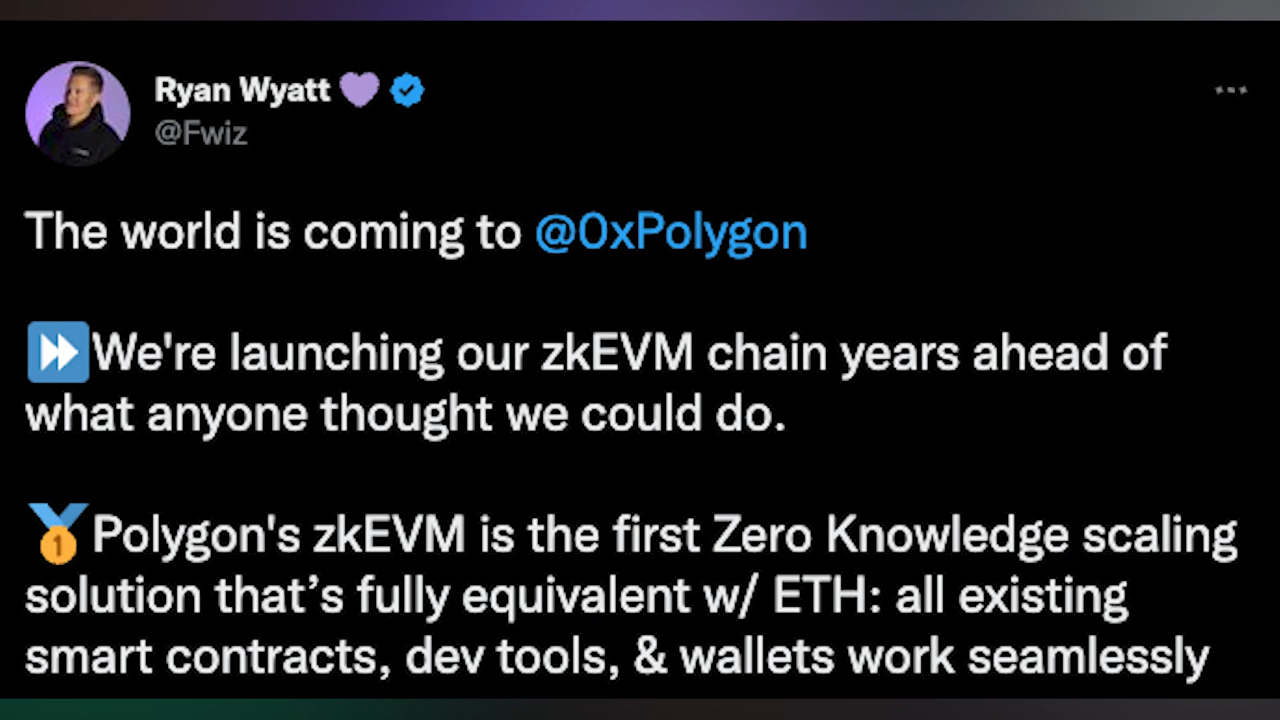 Ryan Wyatt 💜
@Fwiz
The world is coming to @0xPolygon
⏩We're launching our zkEVM chain years ahead of
what anyone thought we could do.
🥇Polygon's zkEVM is the first Zero Knowledge scaling
solution that’s fully equivalent w/ ETH: all existing
smart contracts, dev tools, & wallets work seamlessly